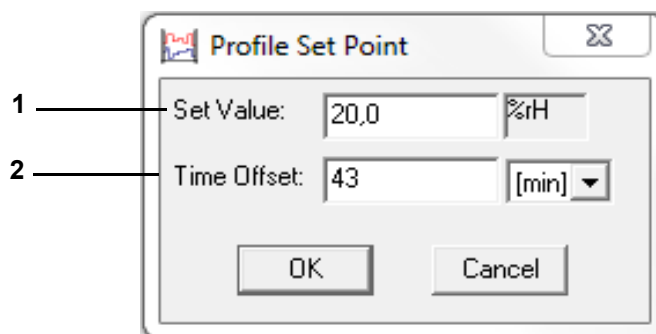 Profile Set Point
1 Set Value: 20,0 %rH
2 Time Offset: 43 [min]
OK Cancel